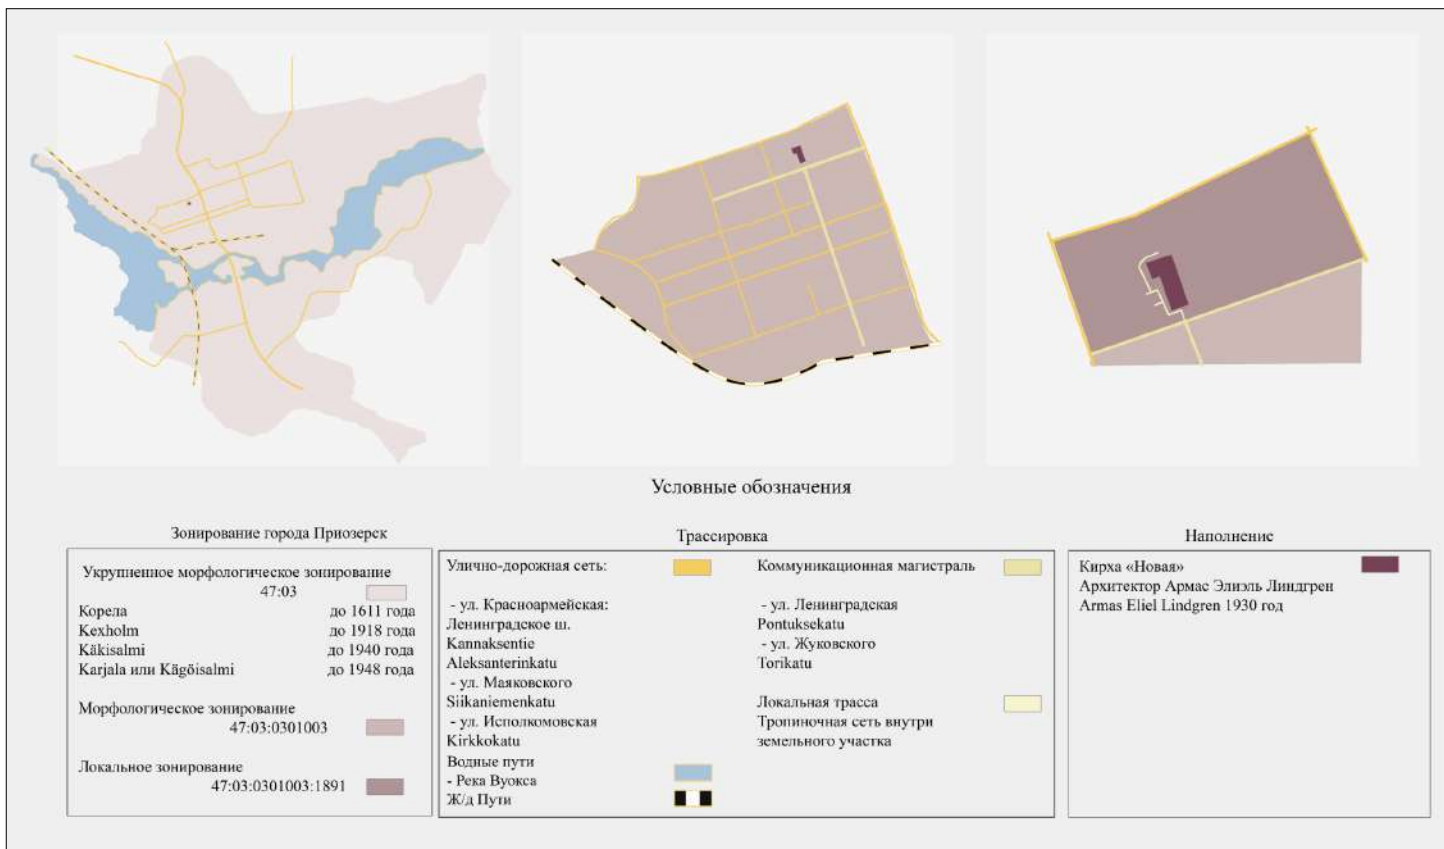 Условные обозначения
Зонирование города Приозерск
Укрупненное морфологическое зонирование
47:03
Корела до 1611 года
Kexholm до 1918 года
Käkisalmi до 1940 года
Karjala или Kägöisalmi до 1948 года
Морфологическое зонирование
47:03:0301003
Локальное зонирование
47:03:0301003:1891
Трассировка
Улично-дорожная сеть:
- ул. Красноармейская:
Ленинградское ш.
Kannaksentie
Aleksanterinkatu
- ул. Маяковского
Siikaniemenkatu
- ул. Исполкомовская
Kirkkokatu
Водные пути
- Река Вуокса
Ж/д Пути
Коммуникационная магистраль
- ул. Ленинградская
Pontuksekatu
- ул. Жуковского
Torikatu
Локальная трасса
Тропиночная сеть внутри
земельного участка
Наполнение
Кирха «Новая»
Архитектор Армас Элиэль Линдгрен
Armas Eliel Lindgren 1930 год